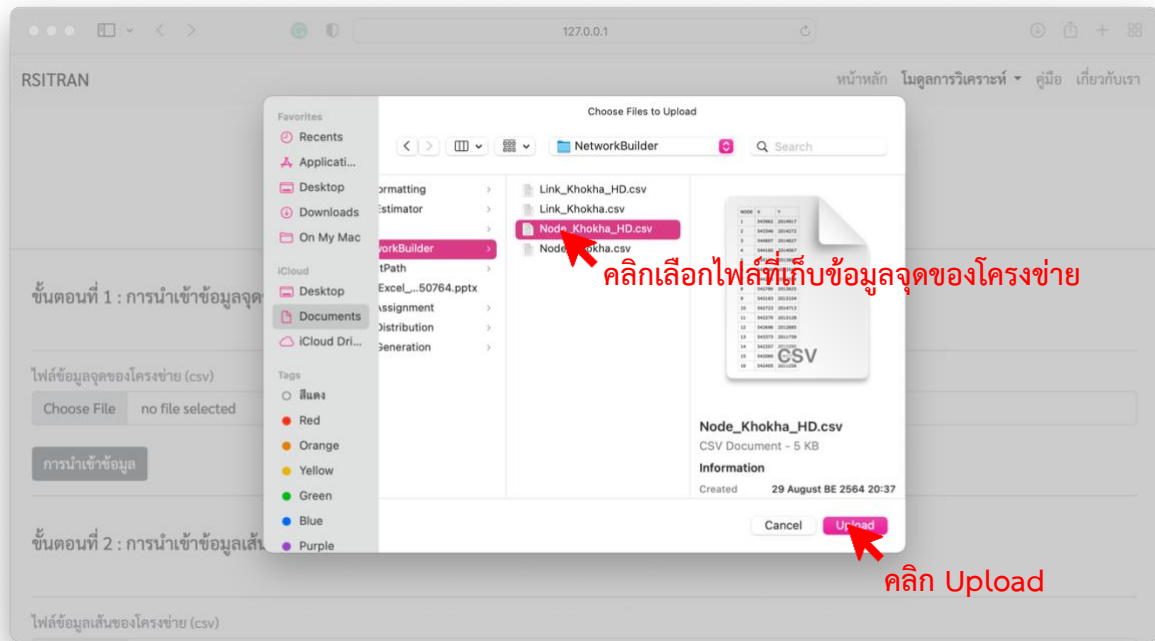 127.0.0.1
RSITRAN
หน้าหลัก โมดูลการวิเคราะห์ คู่มือ เกี่ยวกับเรา
Choose Files to Upload
Favorites
Recents
Applicati...
Desktop
Downloads
On My Mac
iCloud
Desktop
Documents
iCloud Dri...
Tags
สีแดง
Red
Orange
Yellow
Green
Blue
Purple
NetworkBuilder
Search
ormatting
Estimator
workBuilder
tPath
Excel_...50764.pptx
Assignment
Distribution
Generation
Link_Khokha_HD.csv
Link_Khokha.csv
Node_Khokha_HD.csv
คลิกเลือกไฟล์ที่เก็บข้อมูลจุดของโครงข่าย
NODE X Y
CSV
Node_Khokha_HD.csv
CSV Document - 5 KB
Information
Created 29 August BE 2564 20:37
Cancel Upload
คลิก Upload
ขั้นตอนที่ 1 : การนำเข้าข้อมูลจุด
ไฟล์ข้อมูลจุดของโครงข่าย (csv)
Choose File no file selected
การนำเข้าข้อมูล
ขั้นตอนที่ 2 : การนำเข้าข้อมูลเส้น
ไฟล์ข้อมูลเส้นของโครงข่าย (csv)